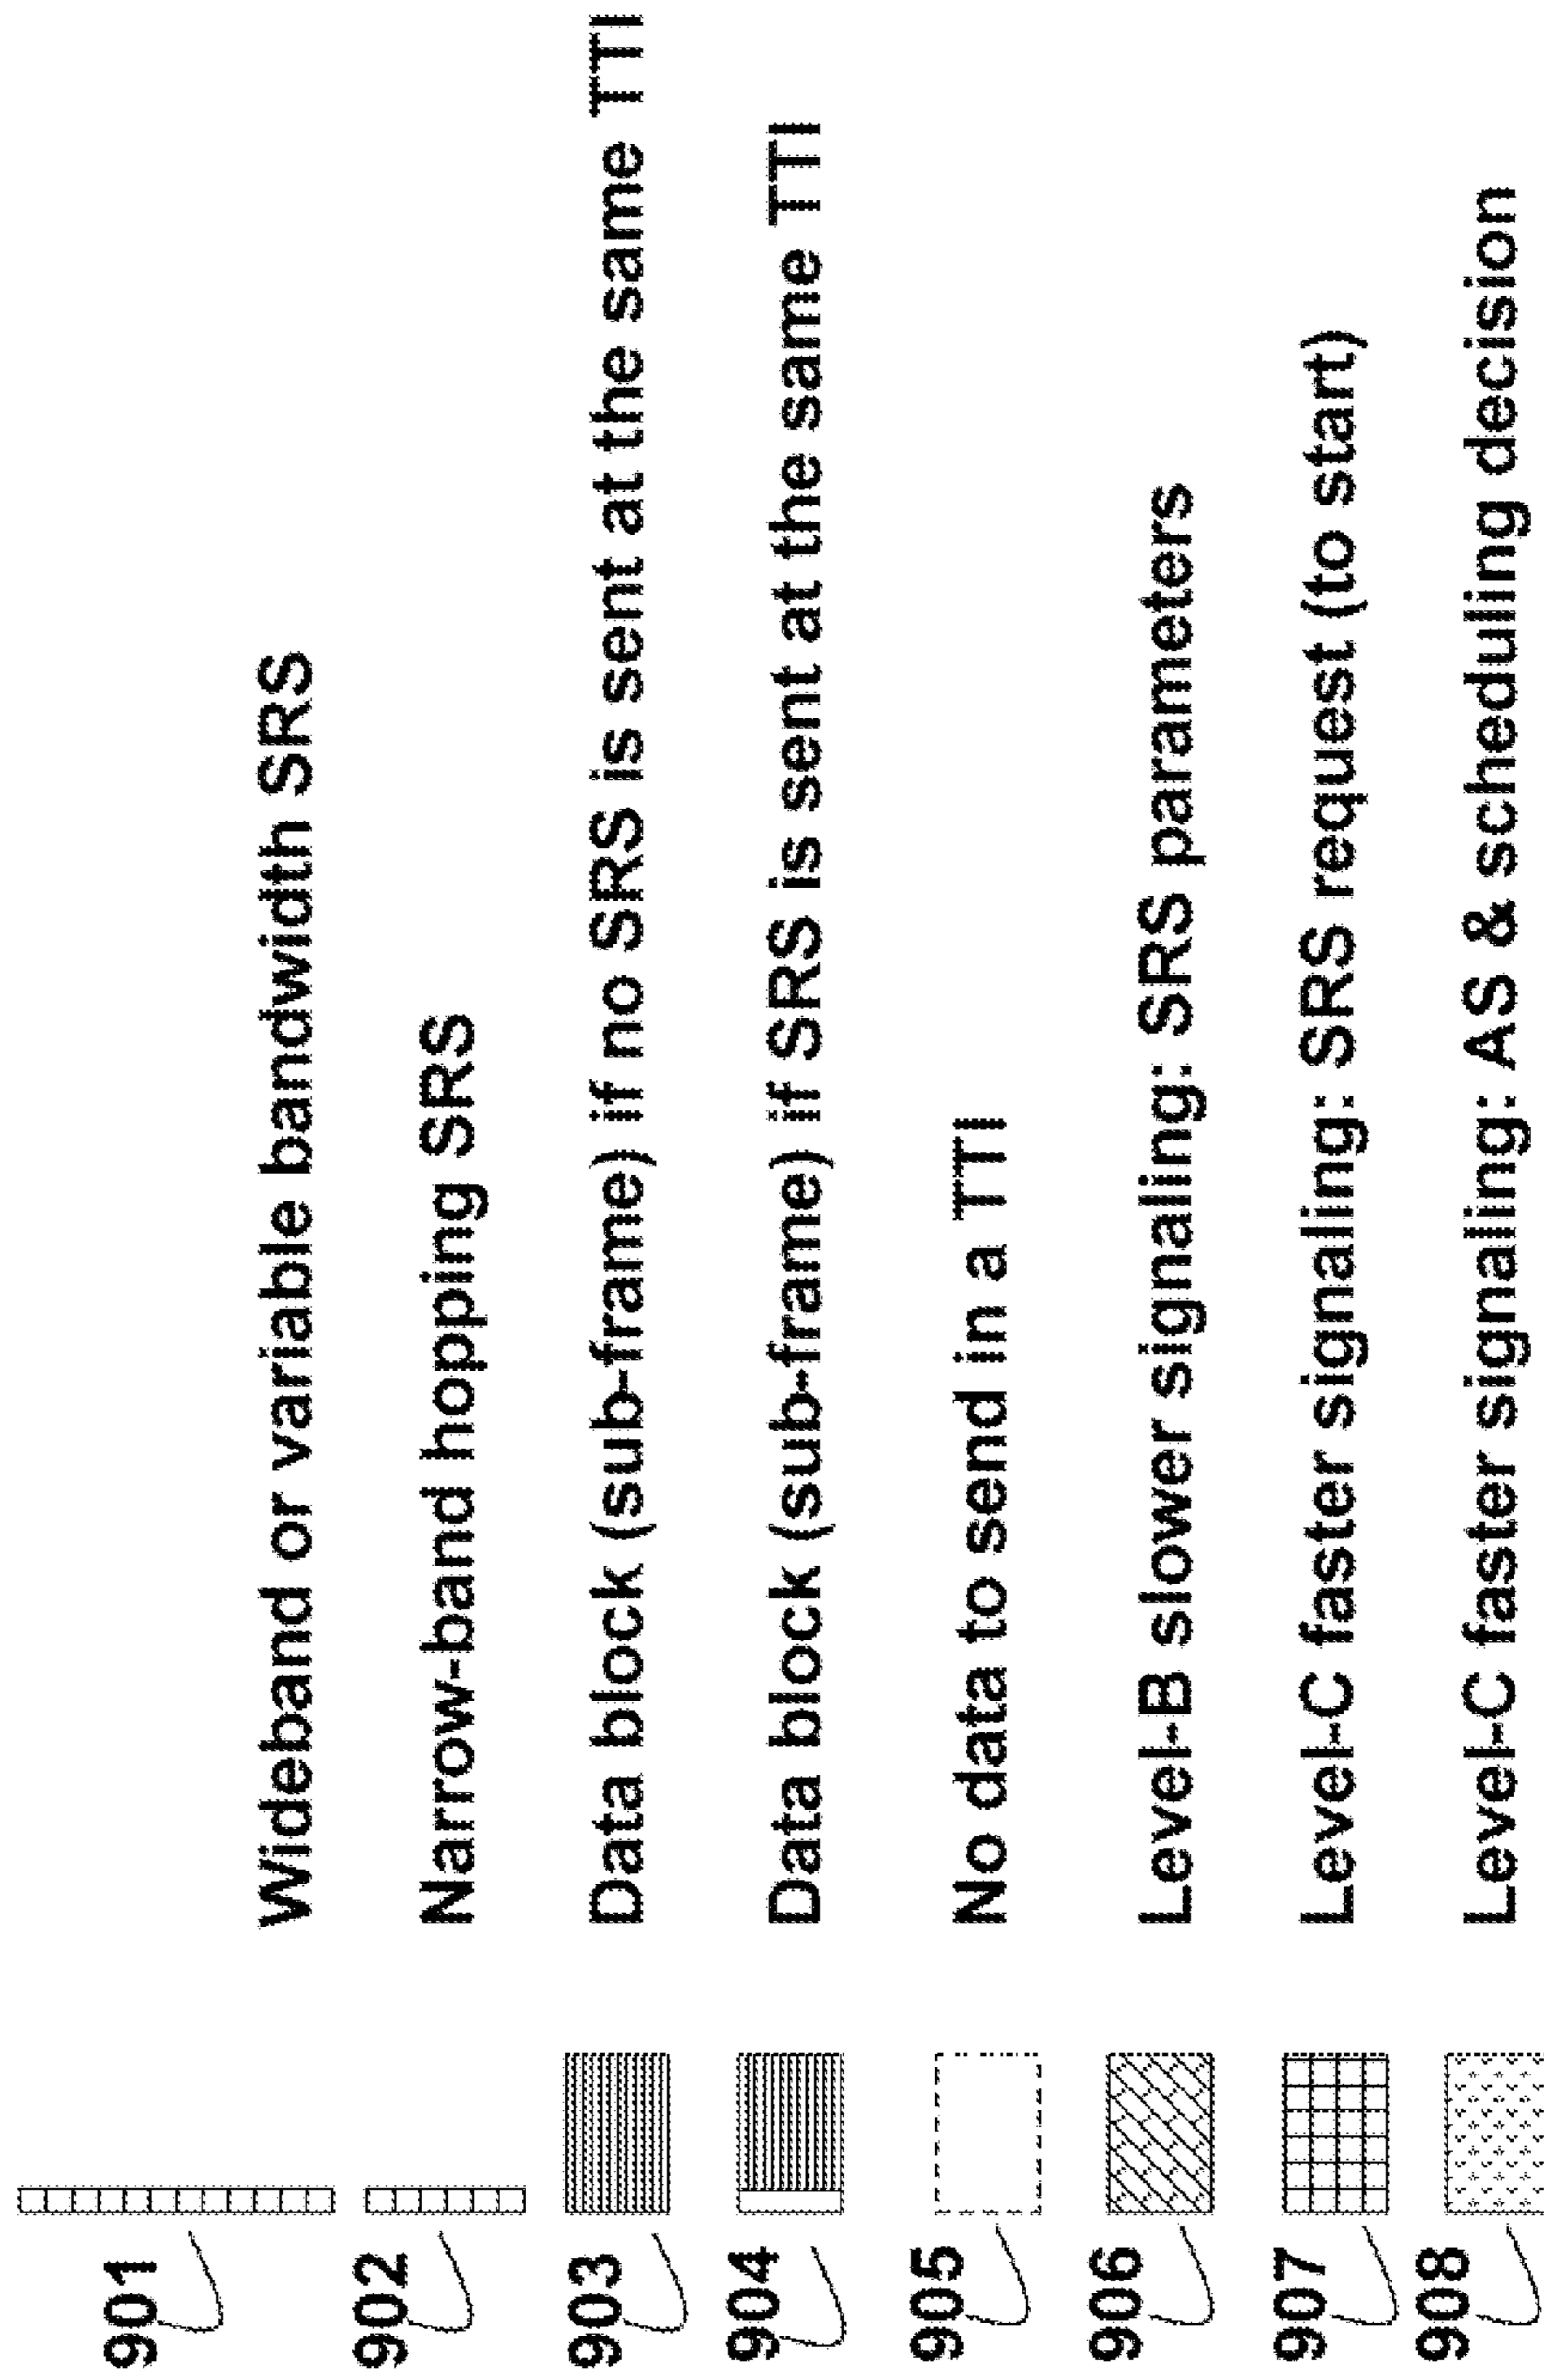 901 Wideband or variable bandwidth SRS
902 Narrow-band hopping SRS
903 Data block (sub-frame) if no SRS is sent at the same TTI
904 Data block (sub-frame) if SRS is sent at the same TTI
905 No data to send in a TTI
906 Level-B slower signaling: SRS parameters
907 Level-C faster signaling: SRS request (to start)
908 Level-C faster signaling: AS & scheduling decision